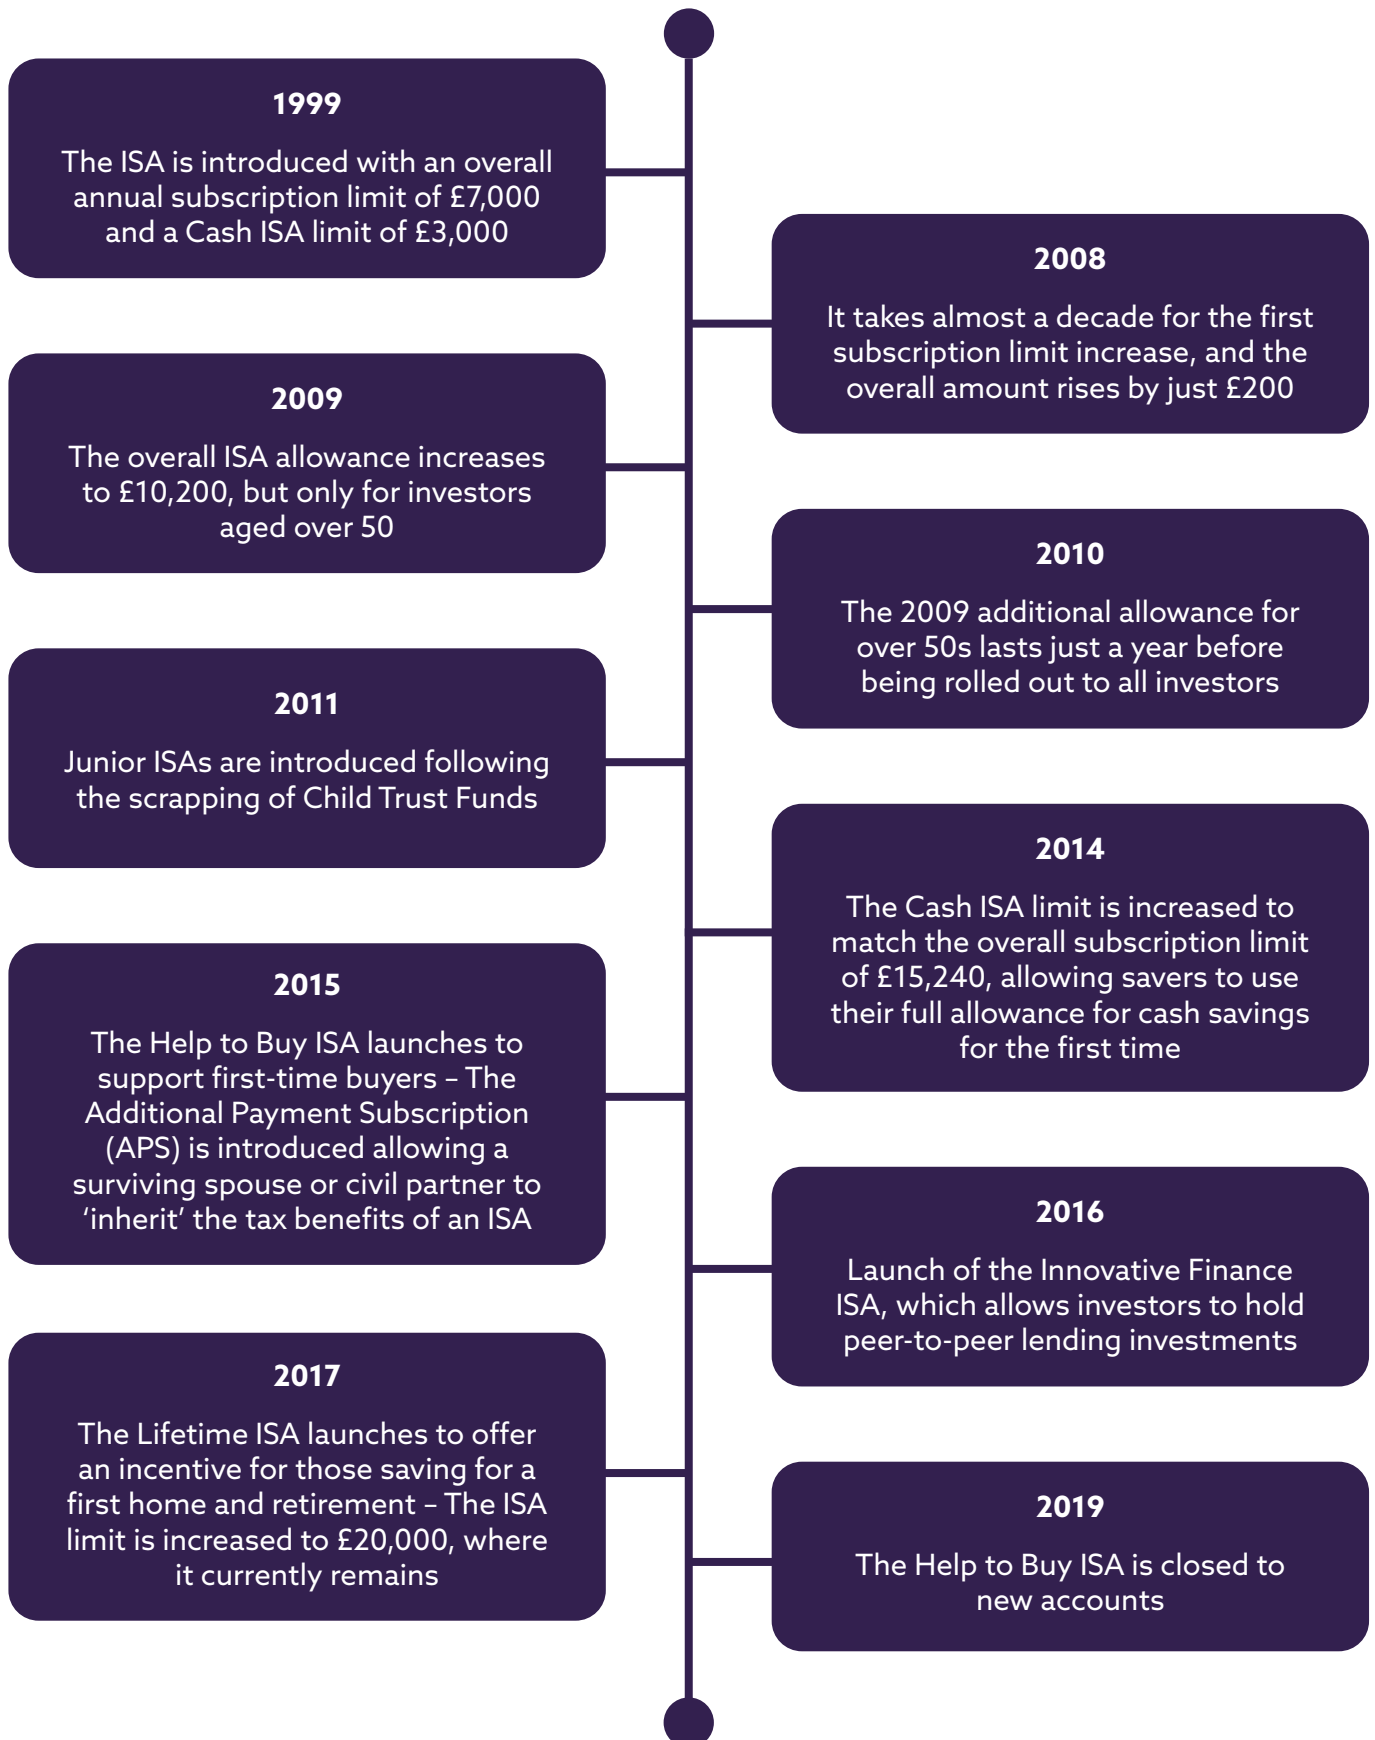 1999
The ISA is introduced with an overall
annual subscription limit of £7,000
and a Cash ISA limit of £3,000
2008
It takes almost a decade for the first
subscription limit increase, and the
overall amount rises by just £200
2009
The overall ISA allowance increases
to £10,200, but only for investors
aged over 50
2010
The 2009 additional allowance for
over 50s lasts just a year before
being rolled out to all investors
2011
Junior ISAs are introduced following
the scrapping of Child Trust Funds
2014
The Cash ISA limit is increased to
match the overall subscription limit
of £15,240, allowing savers to use
their full allowance for cash savings
for the first time
2015
The Help to Buy ISA launches to
support first-time buyers – The
Additional Payment Subscription
(APS) is introduced allowing a
surviving spouse or civil partner to
‘inherit’ the tax benefits of an ISA
2016
Launch of the Innovative Finance
ISA, which allows investors to hold
peer-to-peer lending investments
2017
The Lifetime ISA launches to offer
an incentive for those saving for a
first home and retirement – The ISA
limit is increased to £20,000, where
it currently remains
2019
The Help to Buy ISA is closed to
new accounts